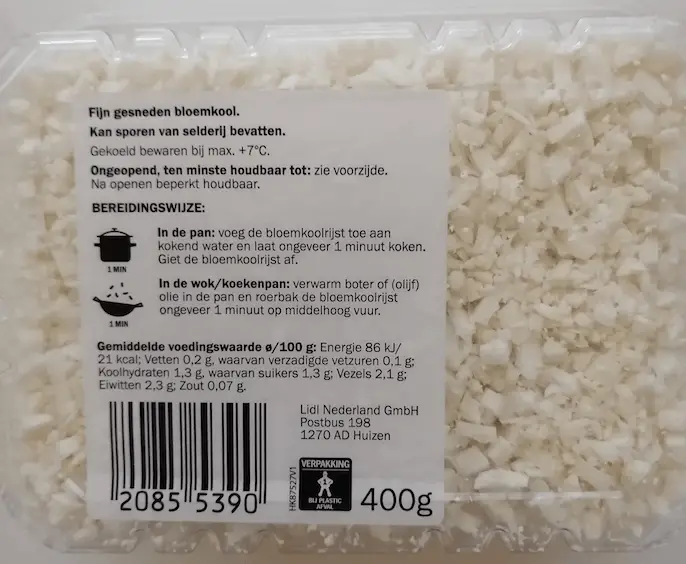 Fijn gesneden bloemkool.
Kan sporen van selderij bevatten.
Gekoeld bewaren bij max. +7°C.
Ongeopend, ten minste houdbaar tot: zie voorzijde.
Na openen beperkt houdbaar.
BEREIDINGSWIJZE:
In de pan: voeg de bloemkoolrijst toe aan
kokend water en laat ongeveer 1 minuut koken.
Giet de bloemkoolrijst af.
1 MIN
In de wok/koekenpan: verwarm boter of (olijf)
olie in de pan en roerbak de bloemkoolrijst
ongeveer 1 minuut op middelhoog vuur.
1 MIN
Gemiddelde voedingswaarde ø/100 g: Energie 86 kJ/
21 kcal; Vetten 0,2 g, waarvan verzadigde vetzuren 0,1 g;
Koolhydraten 1,3 g, waarvan suikers 1,3 g; Vezels 2,1 g;
Eiwitten 2,3 g; Zout 0,07 g.
2085 5390
Lidl Nederland GmbH
Postbus 198
1270 AD Huizen
HK87527V1
VERPAKKING
BIJ PLASTIC
AFVAL
400g